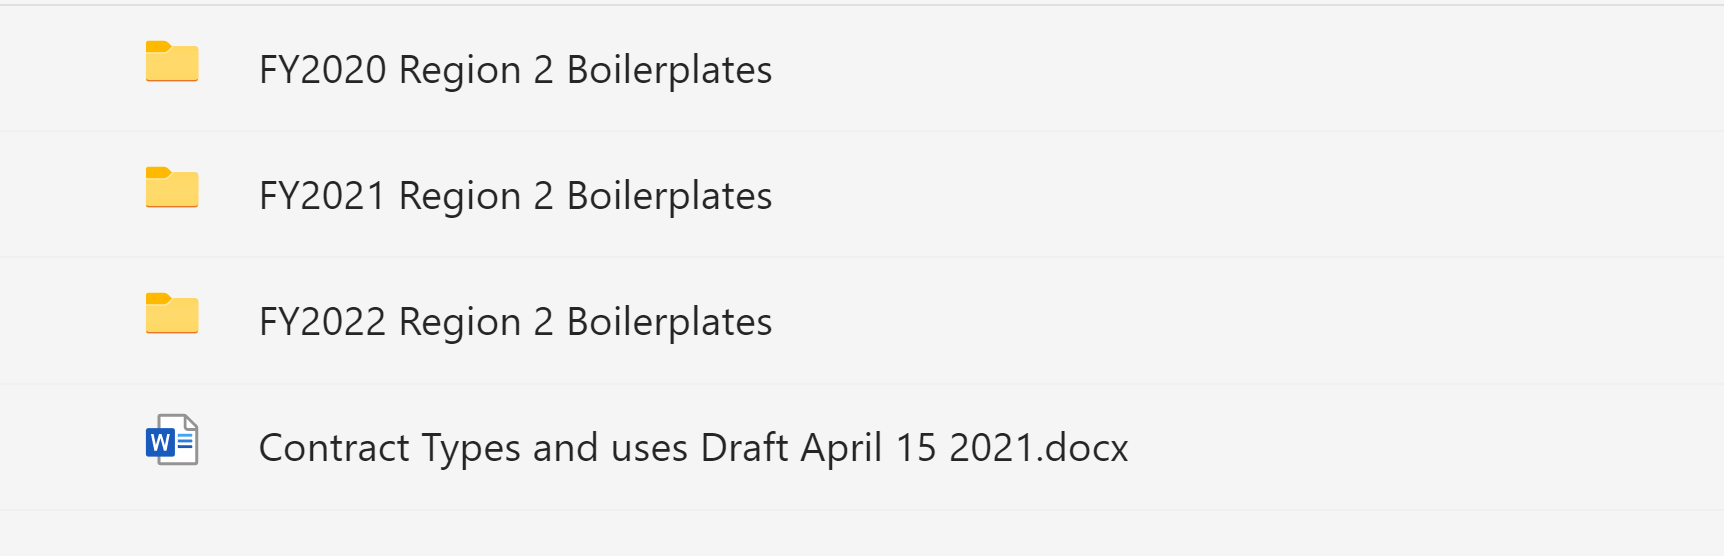 FY2020 Region 2 Boilerplates
FY2021 Region 2 Boilerplates
FY2022 Region 2 Boilerplates
W Contract Types and uses Draft April 15 2021.docx